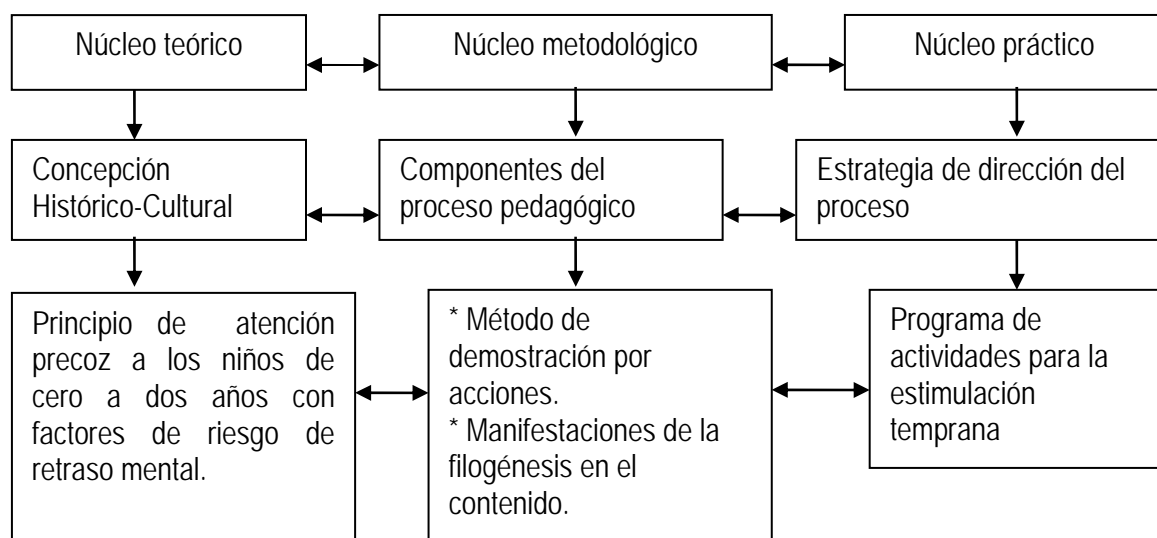 Núcleo teórico
Núcleo metodológico
Núcleo práctico
Concepción
Histórico-Cultural
Componentes del
proceso pedagógico
Estrategia de dirección del
proceso
Principio de atención
precoz a los niños de
cero a dos años con
factores de riesgo de
retraso mental.
* Método de
demostración por
acciones.
* Manifestaciones de la
filogénesis en el
contenido.
Programa de
actividades para la
estimulación
temprana